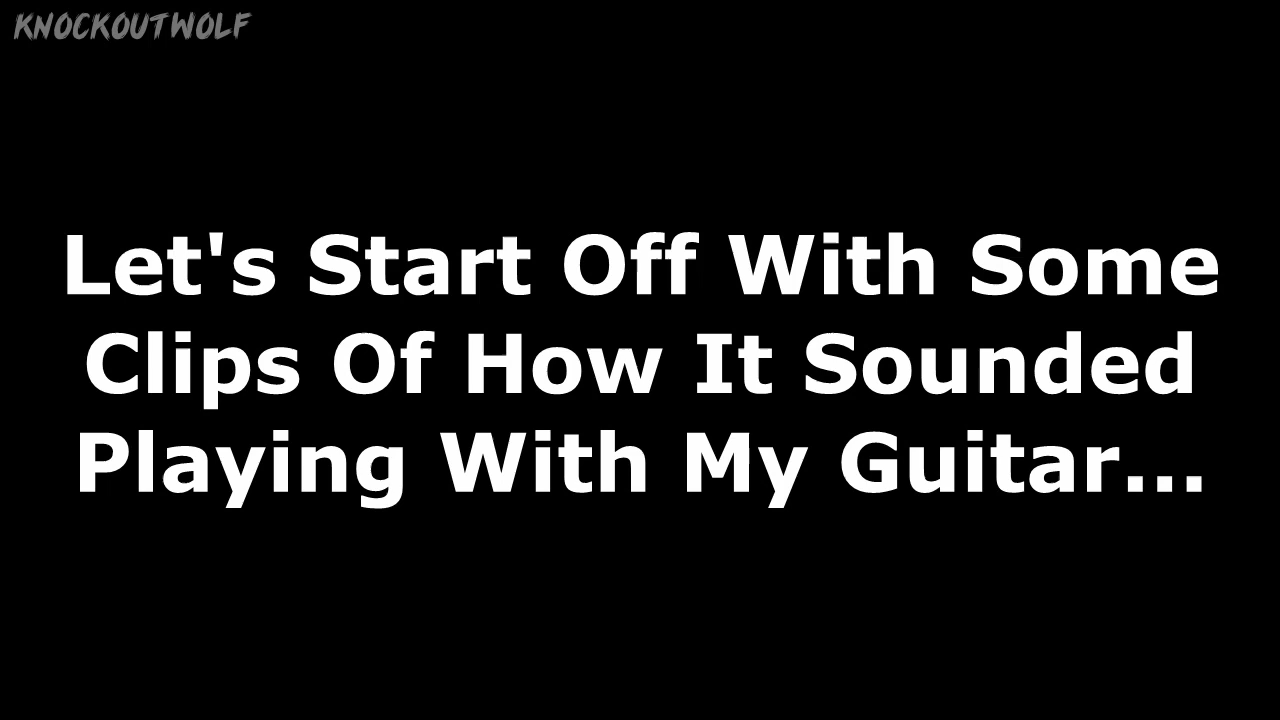 KNOCKOUTWOLF
Let's Start Off With Some
Clips Of How It Sounded
Playing With My Guitar...